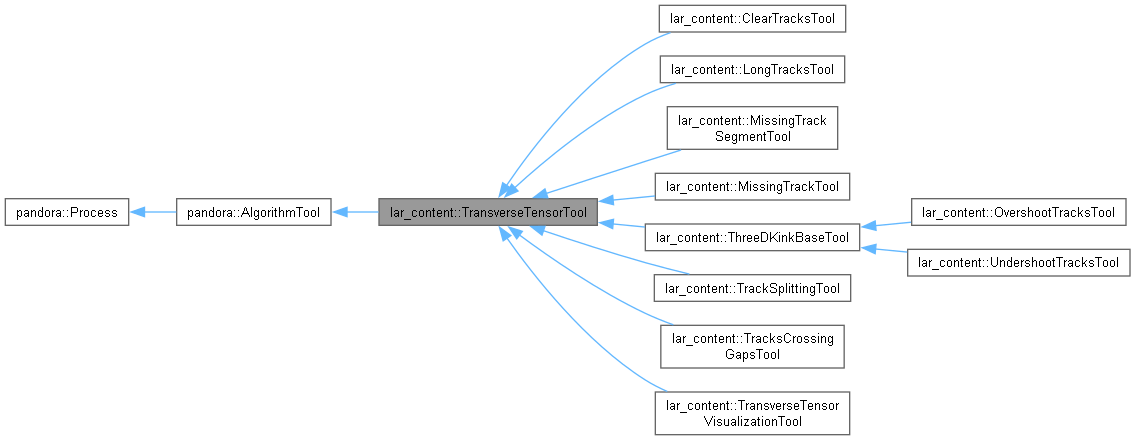 lar_content::ClearTracksTool
lar_content::LongTracksTool
lar_content::MissingTrack
SegmentTool
lar_content::MissingTrackTool
pandora::Process
pandora::AlgorithmTool
lar_content::TransverseTensorTool
lar_content::ThreeDKinkBaseTool
lar_content::OvershootTracksTool
lar_content::UndershootTracksTool
lar_content::TrackSplittingTool
lar_content::TracksCrossing
GapsTool
lar_content::TransverseTensor
VisualizationTool